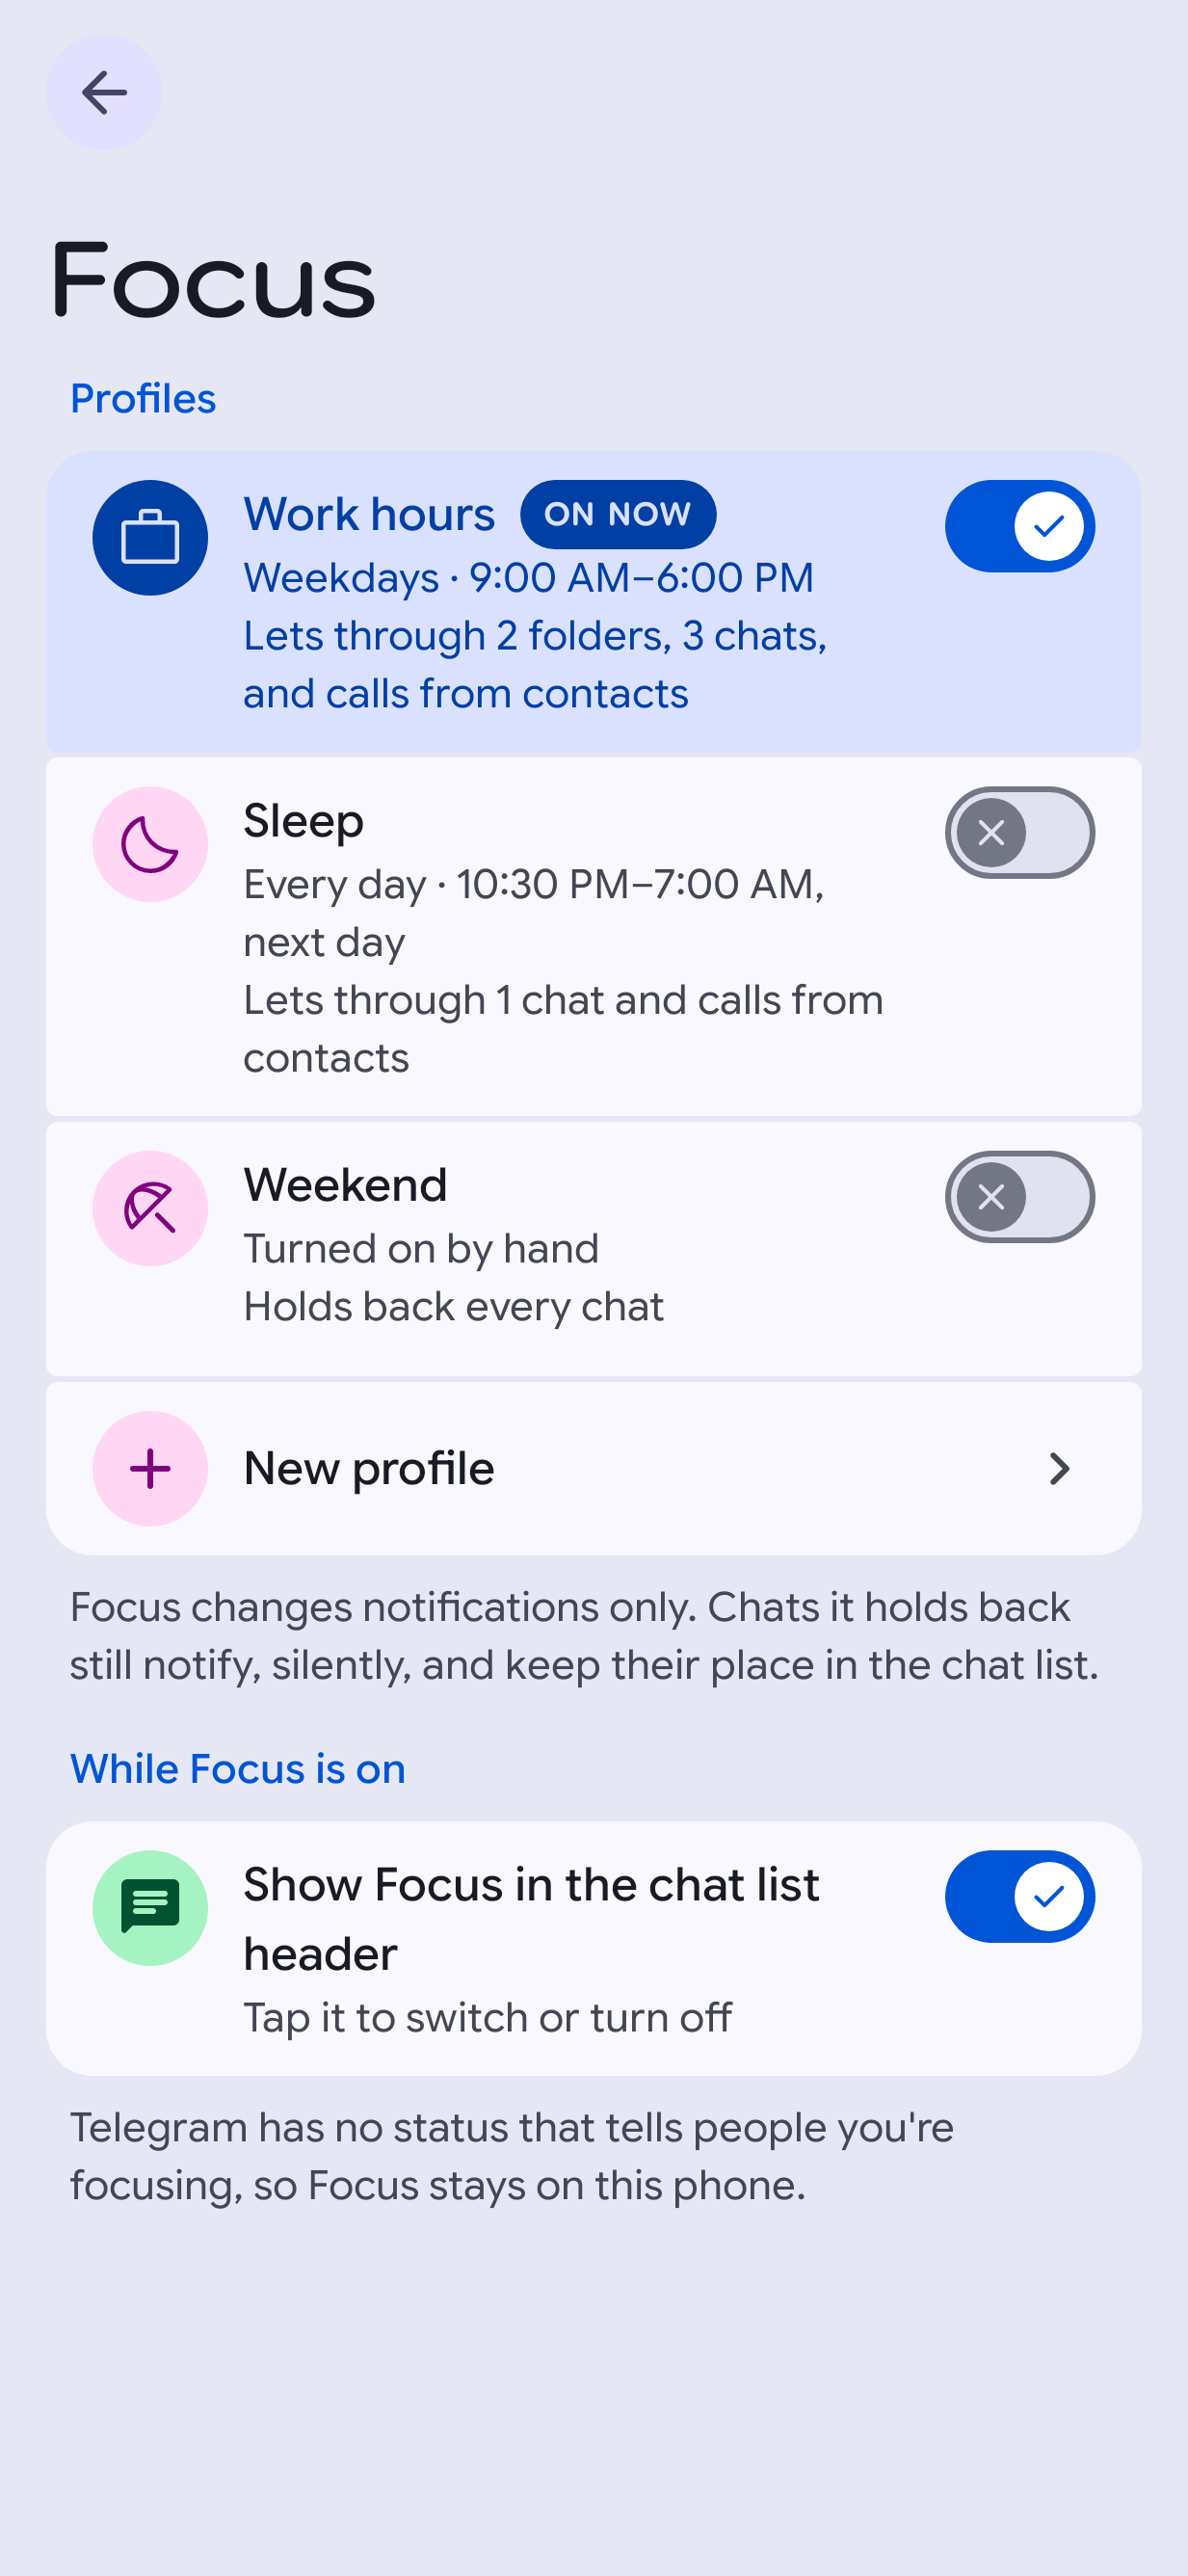 Focus
Profiles
Work hours ON NOW
Weekdays · 9:00 AM–6:00 PM
Lets through 2 folders, 3 chats,
and calls from contacts
Sleep
Every day · 10:30 PM–7:00 AM,
next day
Lets through 1 chat and calls from
contacts
Weekend
Turned on by hand
Holds back every chat
New profile
Focus changes notifications only. Chats it holds back
still notify, silently, and keep their place in the chat list.
While Focus is on
Show Focus in the chat list
header
Tap it to switch or turn off
Telegram has no status that tells people you're
focusing, so Focus stays on this phone.